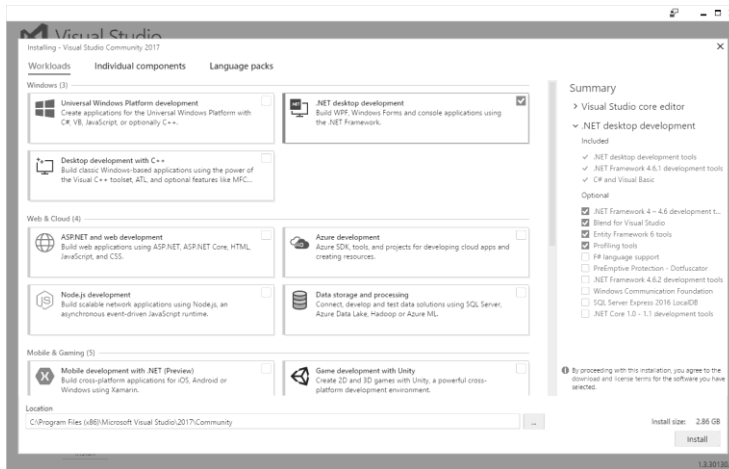 Visual Studio
Installing - Visual Studio Community 2017
Workloads
Individual components
Language packs
Windows (3)
Universal Windows Platform development
Create applications for the Universal Windows Platform with
C#, VB, JavaScript, or optionally C++.
.NET desktop development
Build WPF, Windows Forms and console applications using
the .NET Framework.
Desktop development with C++
Build classic Windows-based applications using the power of
the Visual C++ toolset, ATL, and optional features like MFC...
Web & Cloud (4)
ASP.NET and web development
Build web applications using ASP.NET, ASP.NET Core, HTML,
JavaScript, and CSS.
Azure development
Azure SDK, tools, and projects for developing cloud apps and
creating resources.
Node.js development
Build scalable network applications using Node.js, an
asynchronous event-driven JavaScript runtime.
Data storage and processing
Connect, develop and test data solutions using SQL Server,
Azure Data Lake, Hadoop or Azure ML.
Mobile & Gaming (5)
Mobile development with .NET (Preview)
Build cross-platform applications for iOS, Android or
Windows using Xamarin.
Game development with Unity
Create 2D and 3D games with Unity, a powerful cross-
platform development environment.
Summary
Visual Studio core editor
.NET desktop development
Included
.NET desktop development tools
.NET Framework 4.6.1 development tools
C# and Visual Basic
Optional
.NET Framework 4 – 4.6 development t...
Blend for Visual Studio
Entity Framework 6 tools
Profiling tools
F# language support
PreEmptive Protection - Dotfuscator
.NET Framework 4.6.2 development tools
Windows Communication Foundation
SQL Server Express 2016 LocalDB
.NET Core 1.0 - 1.1 development tools
By proceeding with this installation, you agree to the
download and license terms for the software you have
selected.
Location
C:\Program Files (x86)\Microsoft Visual Studio\2017\Community
...
Install size: 2.86 GB
Install
1.3.30130